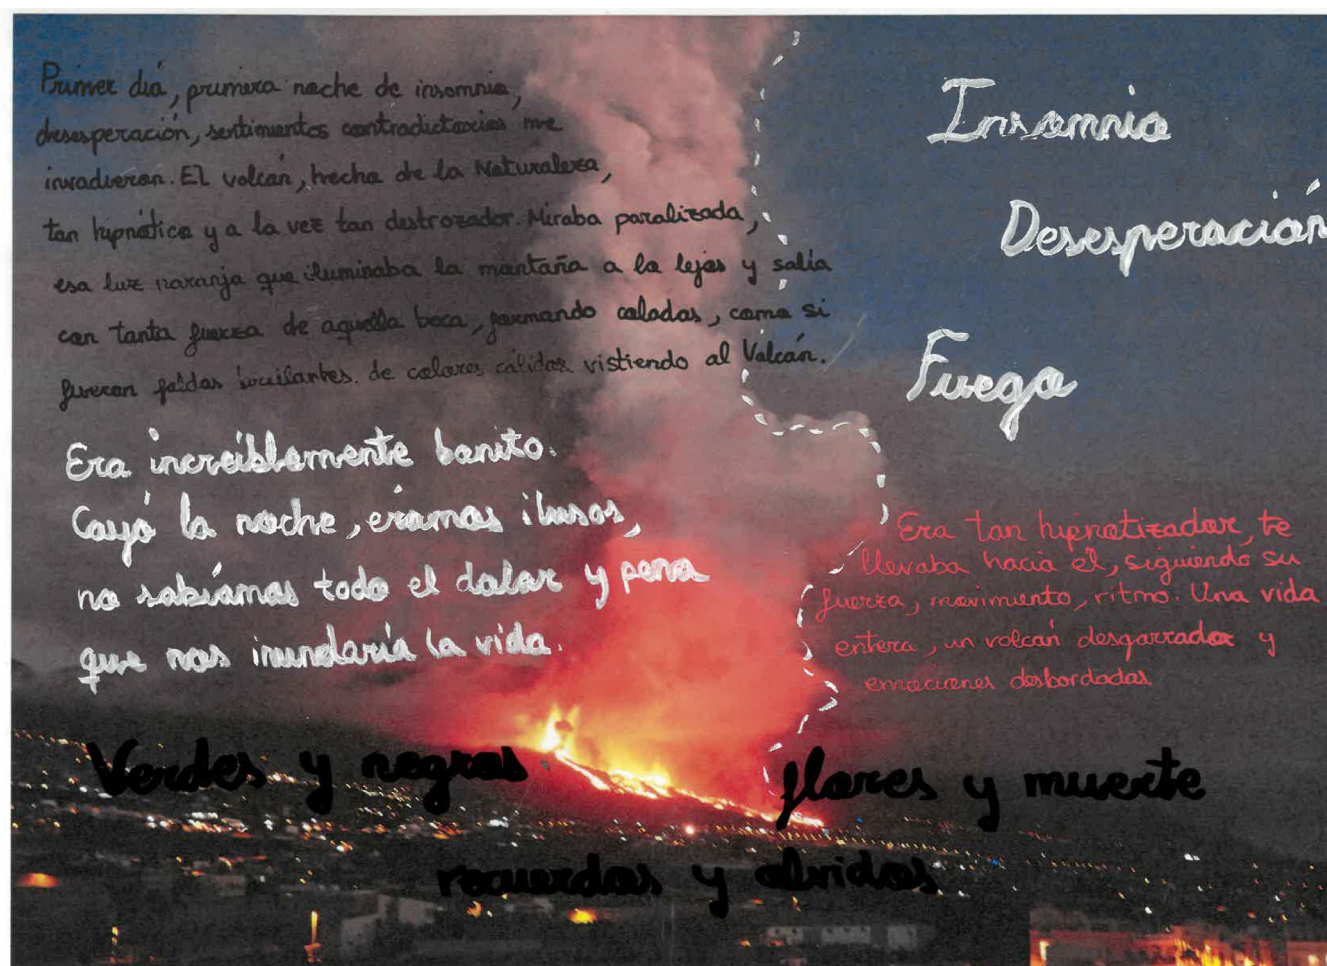 Primer día, primera noche de insomnio,
desesperación, sentimientos contradictorios me
invadieron. El volcán, hecho de la Naturaleza,
tan hipnótico y a la vez tan destrozador. Miraba paralizada,
esa luz naranja que iluminaba la montaña a lo lejos y salía
con tanta fuerza de aquella boca, formando coladas, como si
fueran faldas de colores cálidos vistiendo al Volcán.
Era increíblemente bonito.
Cayó la noche, éramos ilusos,
no sabíamos todo el dolor y pena
que nos inundaría la vida.
Insomnio
Desesperación
Fuego
Era tan hipnotizador, te
llevaba hacia él, siguiendo su
fuerza, movimiento, ritmo. Una vida
entera, un volcán desgarrador y
emociones desbordadas.
Verdes y negros
flores y muerte
recuerdos y olvidos